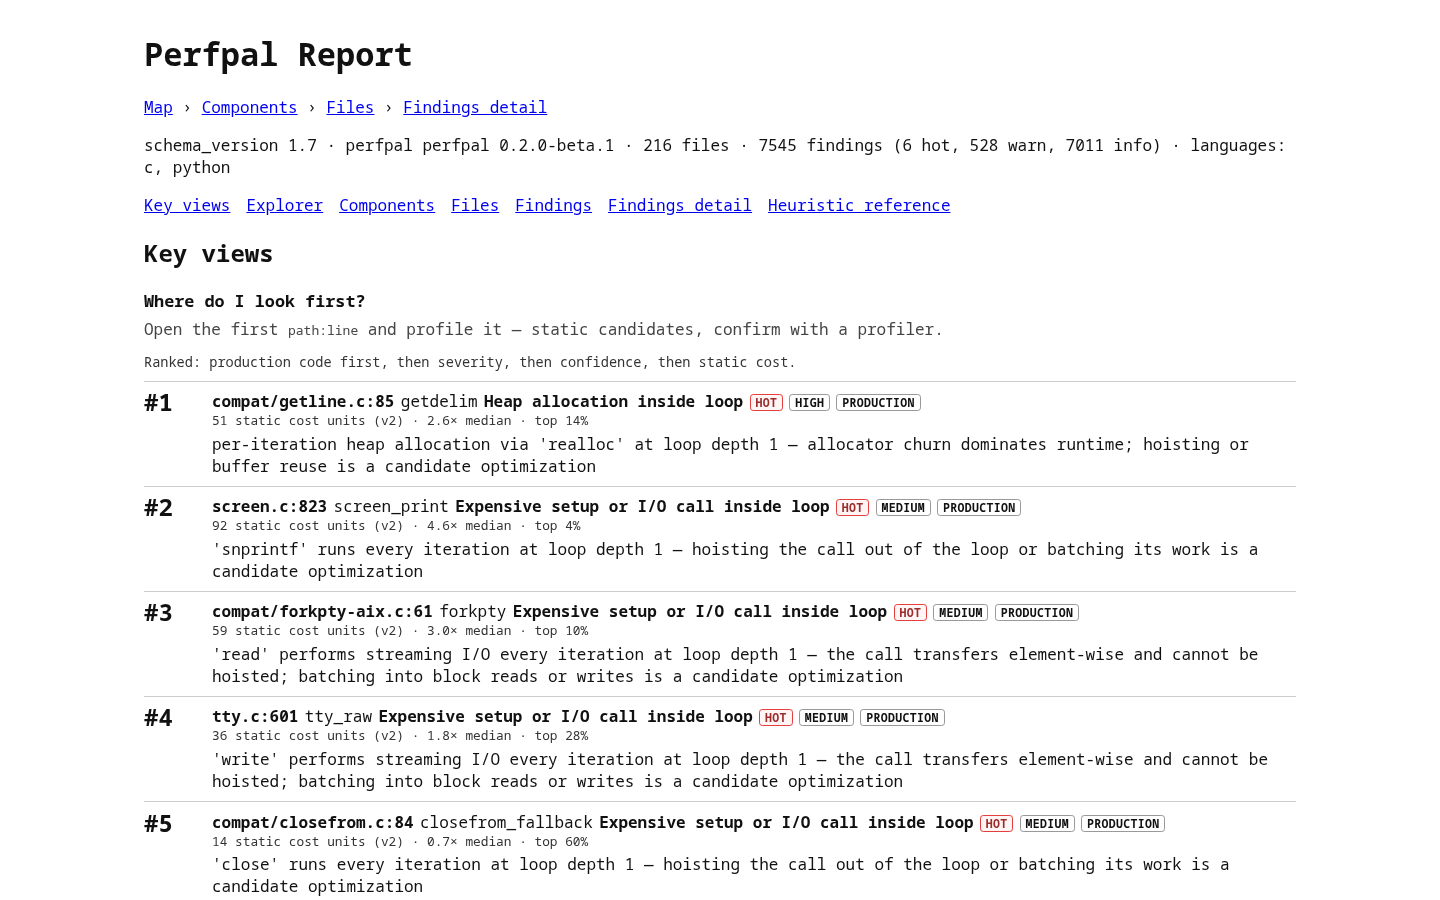 Perfpal Report
Map › Components › Files › Findings detail
schema_version 1.7 · perfpal perfpal 0.2.0-beta.1 · 216 files · 7545 findings (6 hot, 528 warn, 7011 info) · languages:
c, python
Key views Explorer Components Files Findings Findings detail Heuristic reference
Key views
Where do I look first?
Open the first path:line and profile it — static candidates, confirm with a profiler.
Ranked: production code first, then severity, then confidence, then static cost.
#1 compat/getline.c:85 getdelim Heap allocation inside loop HOT HIGH PRODUCTION
51 static cost units (v2) · 2.6× median · top 14%
per-iteration heap allocation via 'realloc' at loop depth 1 — allocator churn dominates runtime; hoisting or
buffer reuse is a candidate optimization
#2 screen.c:823 screen_print Expensive setup or I/O call inside loop HOT MEDIUM PRODUCTION
92 static cost units (v2) · 4.6× median · top 4%
'snprintf' runs every iteration at loop depth 1 — hoisting the call out of the loop or batching its work is a
candidate optimization
#3 compat/forkpty-aix.c:61 forkpty Expensive setup or I/O call inside loop HOT MEDIUM PRODUCTION
59 static cost units (v2) · 3.0× median · top 10%
'read' performs streaming I/O every iteration at loop depth 1 — the call transfers element-wise and cannot be
hoisted; batching into block reads or writes is a candidate optimization
#4 tty.c:601 tty_raw Expensive setup or I/O call inside loop HOT MEDIUM PRODUCTION
36 static cost units (v2) · 1.8× median · top 28%
'write' performs streaming I/O every iteration at loop depth 1 — the call transfers element-wise and cannot be
hoisted; batching into block reads or writes is a candidate optimization
#5 compat/closefrom.c:84 closefrom_fallback Expensive setup or I/O call inside loop HOT MEDIUM PRODUCTION
14 static cost units (v2) · 0.7× median · top 60%
'close' runs every iteration at loop depth 1 — hoisting the call out of the loop or batching its work is a
candidate optimization